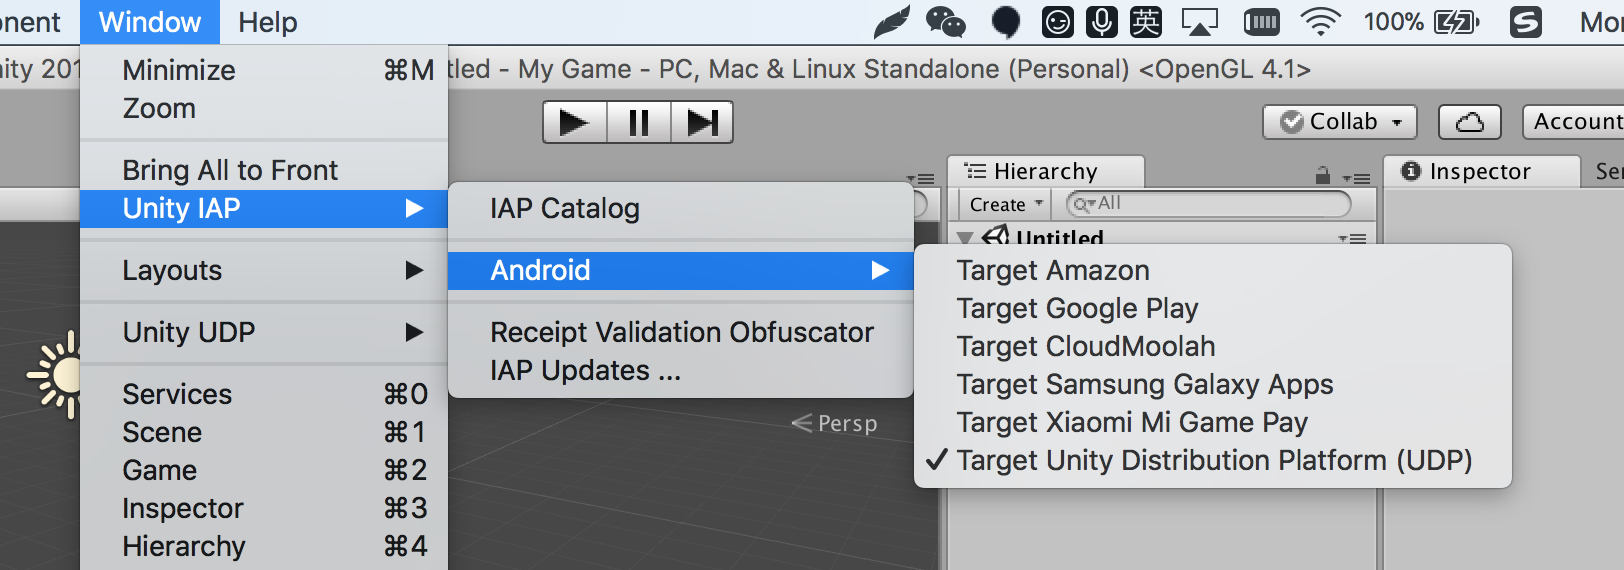 onent Window Help 英 100% S Mo
nity 201 tled - My Game - PC, Mac & Linux Standalone (Personal) <OpenGL 4.1>
Minimize ⌘M
Zoom
Collab Account
Bring All to Front
Hierarchy Inspector Ser
Unity IAP
IAP Catalog
Create All
Untitled
Layouts
Android
Target Amazon
Target Google Play
Unity UDP
Receipt Validation Obfuscator
Target CloudMoolah
IAP Updates ...
Target Samsung Galaxy Apps
Services ⌘0
Persp
Target Xiaomi Mi Game Pay
Scene ⌘1
Target Unity Distribution Platform (UDP)
Game ⌘2
Inspector ⌘3
Hierarchy ⌘4